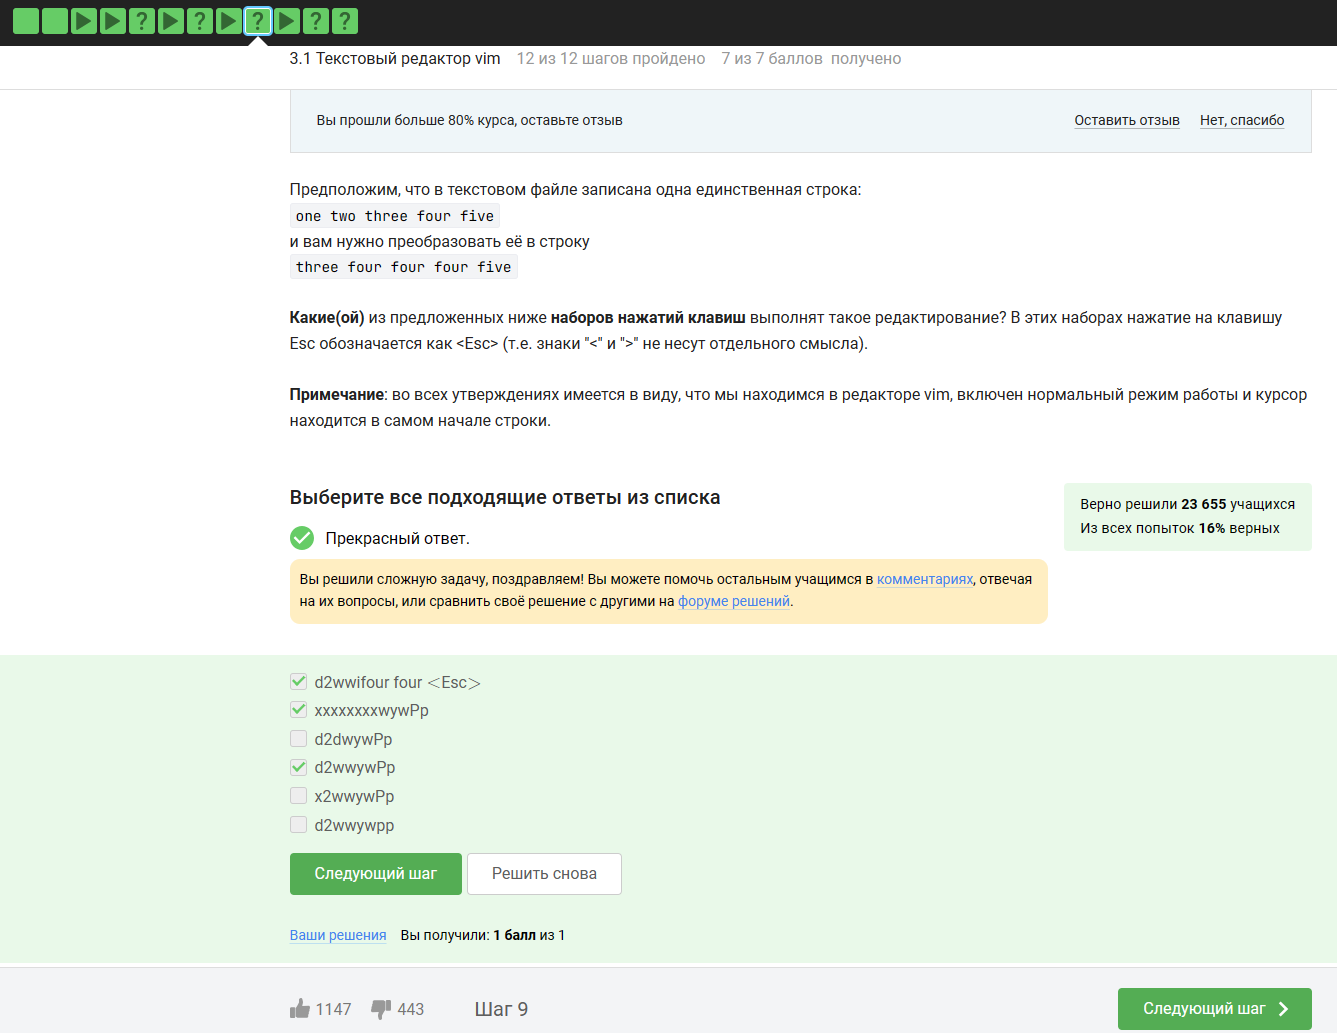 3.1 Текстовый редактор vim 12 из 12 шагов пройдено 7 из 7 баллов получено
Вы прошли больше 80% курса, оставьте отзыв Оставить отзыв Нет, спасибо
Предположим, что в текстовом файле записана одна единственная строка:
one two three four five
и вам нужно преобразовать её в строку
three four four four five
Какие(ой) из предложенных ниже наборов нажатий клавиш выполнят такое редактирование? В этих наборах нажатие на клавишу
Esc обозначается как <Esc> (т.е. знаки "<" и ">" не несут отдельного смысла).
Примечание: во всех утверждениях имеется в виду, что мы находимся в редакторе vim, включен нормальный режим работы и курсор
находится в самом начале строки.
Выберите все подходящие ответы из списка
Верно решили 23 655 учащихся
Из всех попыток 16% верных
Прекрасный ответ.
Вы решили сложную задачу, поздравляем! Вы можете помочь остальным учащимся в комментариях, отвечая
на их вопросы, или сравнить своё решение с другими на форуме решений.
d2wwifour four <Esc>
xxxxxxxxwywPp
d2dwywPp
d2wwywPp
x2wwywPp
d2wwywpp
Следующий шаг Решить снова
Ваши решения Вы получили: 1 балл из 1
1147 443 Шаг 9 Следующий шаг